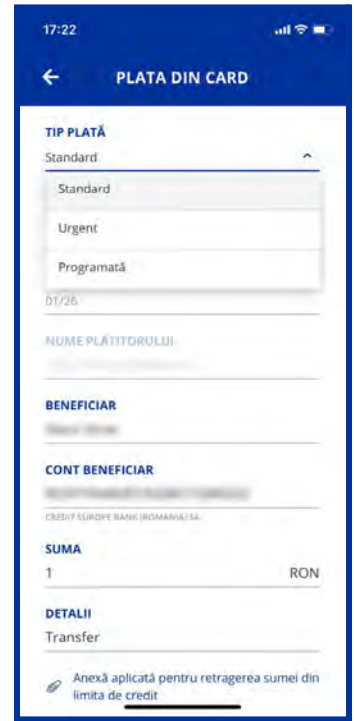 17:22
PLATA DIN CARD
TIP PLATĂ
Standard
Standard
Urgent
Programată
01/26
NUME PLĂTITORULUI
BENEFICIAR
CONT BENEFICIAR
CREDIT EUROPE BANK (ROMANIA) SA
SUMA
1 RON
DETALII
Transfer
Anexă aplicată pentru retragerea sumei din
limita de credit